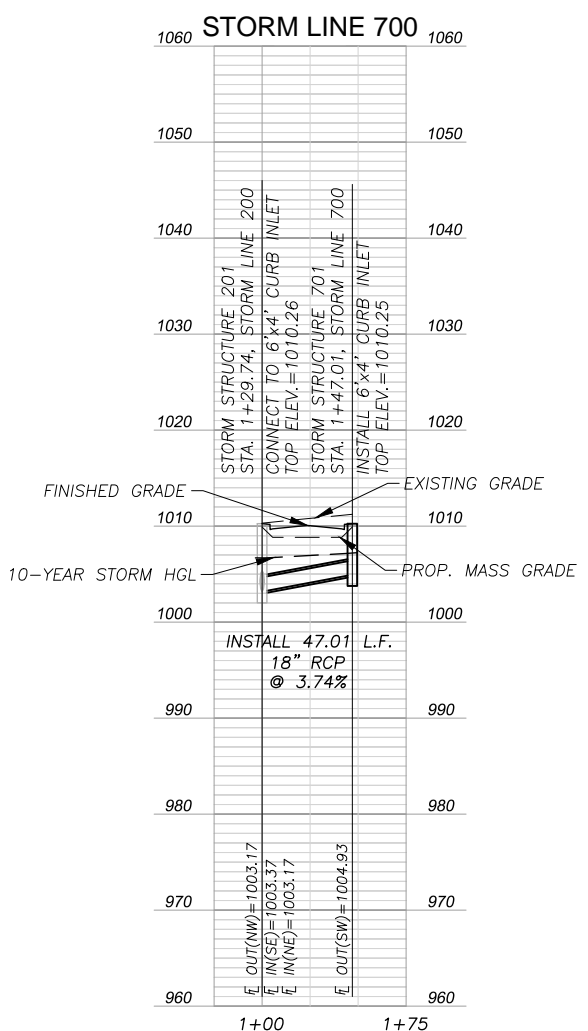 STORM LINE 700
1060 1060
1050 1050
1040 1040
1030 1030
1020 1020
1010 1010
1000 1000
990 990
980 980
970 970
960 960
STORM STRUCTURE 201
STA. 1+29.74, STORM LINE 200
CONNECT TO 6'x4' CURB INLET
TOP ELEV.=1010.26
STORM STRUCTURE 701
STA. 1+47.01, STORM LINE 700
INSTALL 6'x4' CURB INLET
TOP ELEV.=1010.25
FINISHED GRADE
EXISTING GRADE
10-YEAR STORM HGL
PROP. MASS GRADE
INSTALL 47.01 L.F.
18" RCP
@ 3.74%
FL OUT(NW)=1003.17
FL IN(SE)=1003.37
FL IN(NE)=1003.17
FL OUT(SW)=1004.93
1+00 1+75